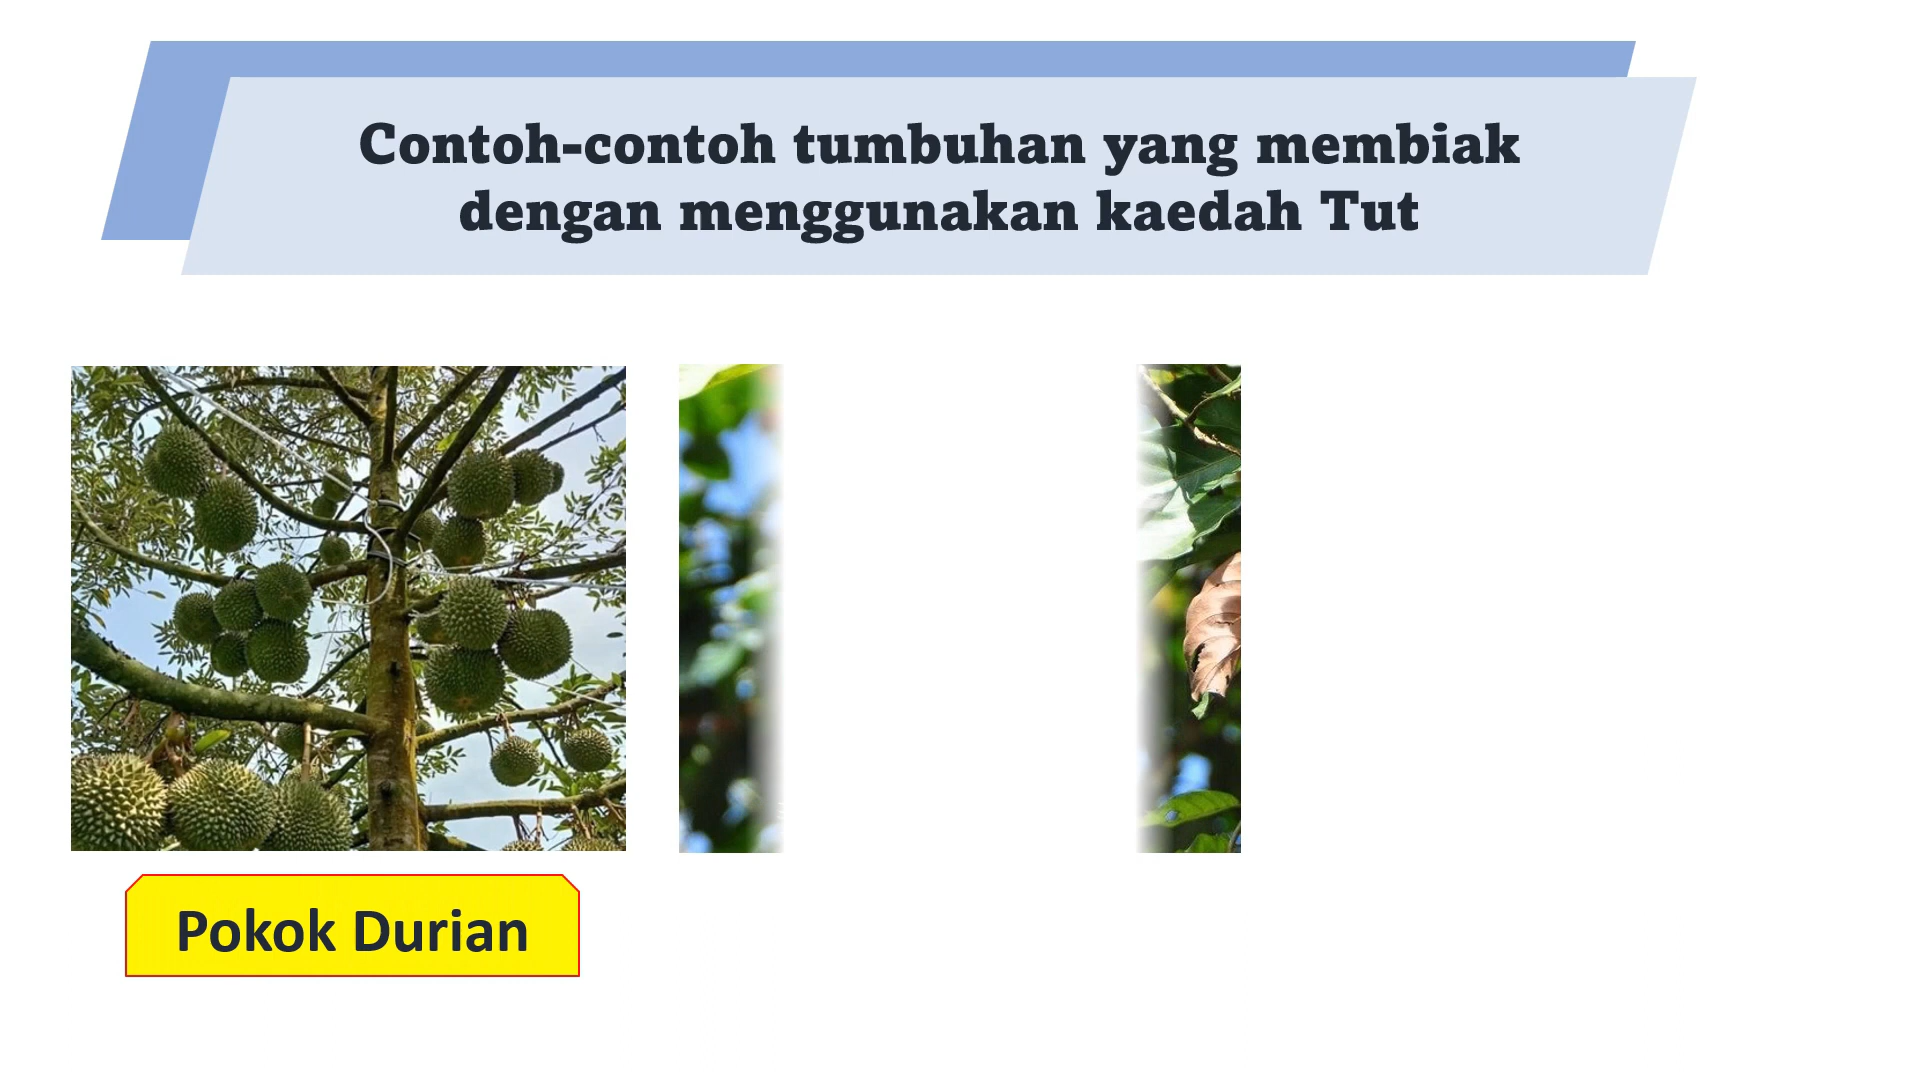 Contoh-contoh tumbuhan yang membiak
dengan menggunakan kaedah Tut
Pokok Durian